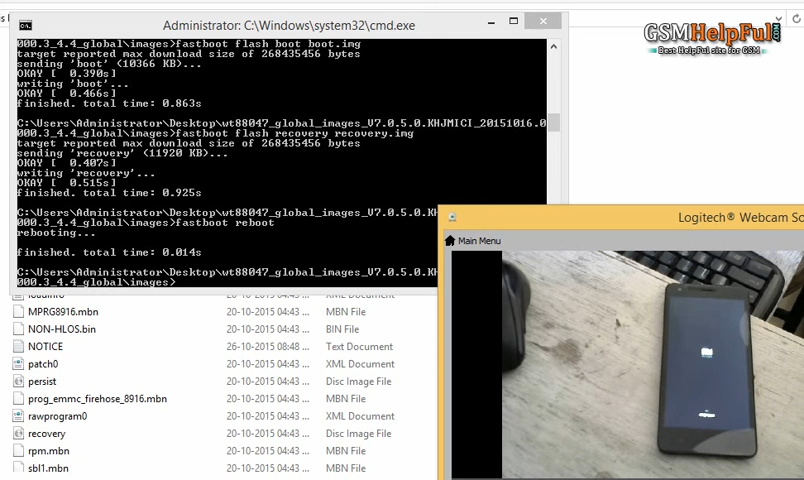 Administrator: C:\Windows\system32\cmd.exe
GSMHelpFul.com
Best HelpFul site for GSM
000.3_4.4_global\images>fastboot flash boot boot.img
target reported max download size of 268435456 bytes
sending 'boot' (10366 KB)...
OKAY [  0.390s]
writing 'boot'...
OKAY [  0.466s]
finished. total time: 0.863s
C:\Users\Administrator\Desktop\wt88047_global_images_V7.0.5.0.KHJMICI_20151016.0
000.3_4.4_global\images>fastboot flash recovery recovery.img
target reported max download size of 268435456 bytes
sending 'recovery' (11920 KB)...
OKAY [  0.407s]
writing 'recovery'...
OKAY [  0.515s]
finished. total time: 0.925s
C:\Users\Administrator\Desktop\wt88047_global_images_V7.0.5.0.KH
000.3_4.4_global\images>fastboot reboot
rebooting...
finished. total time: 0.014s
C:\Users\Administrator\Desktop\wt88047_global_images_V7.0.5.0.KH
000.3_4.4_global\images>
Logitech® Webcam So
Main Menu
loadinfo 20-10-2015 04:43 XML Document
MPRG8916.mbn 20-10-2015 04:43 MBN File
NON-HLOS.bin 20-10-2015 04:43 BIN File
NOTICE 26-10-2015 08:48 Text Document
patch0 20-10-2015 04:43 XML Document
persist 20-10-2015 04:43 Disc Image File
prog_emmc_firehose_8916.mbn 20-10-2015 04:43 MBN File
rawprogram0 20-10-2015 04:43 XML Document
recovery 20-10-2015 04:43 Disc Image File
rpm.mbn 20-10-2015 04:43 MBN File
sbl1.mbn 20-10-2015 04:43 MBN File